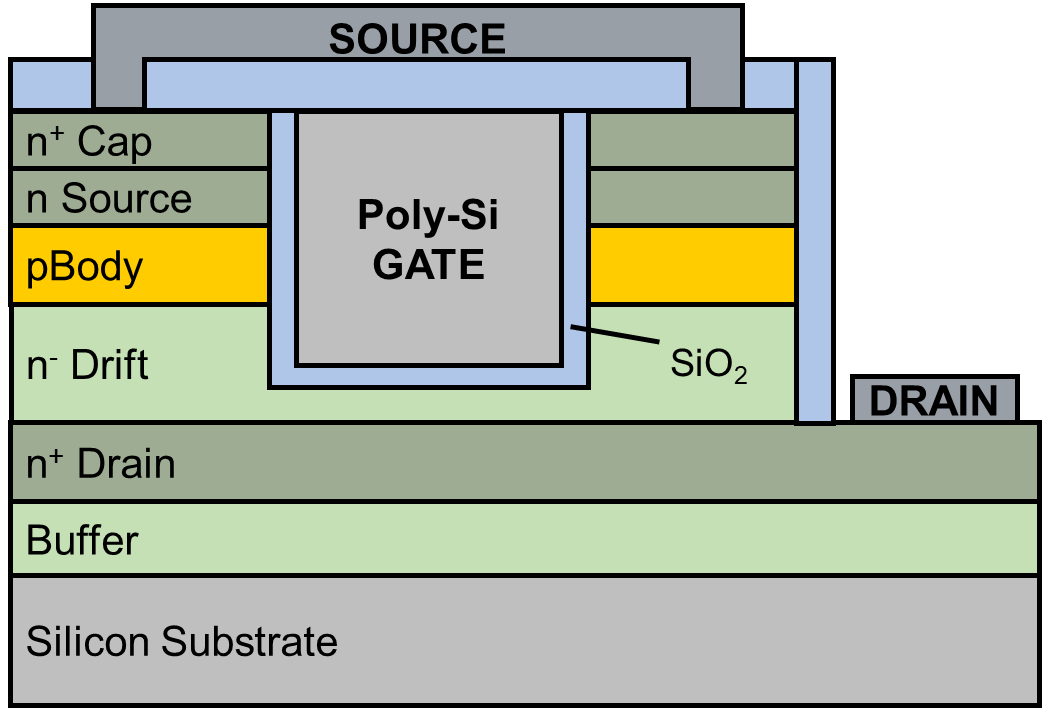 SOURCE
n⁺ Cap
n Source
Poly-Si
GATE
pBody
n⁻ Drift
SiO₂
DRAIN
n⁺ Drain
Buffer
Silicon Substrate